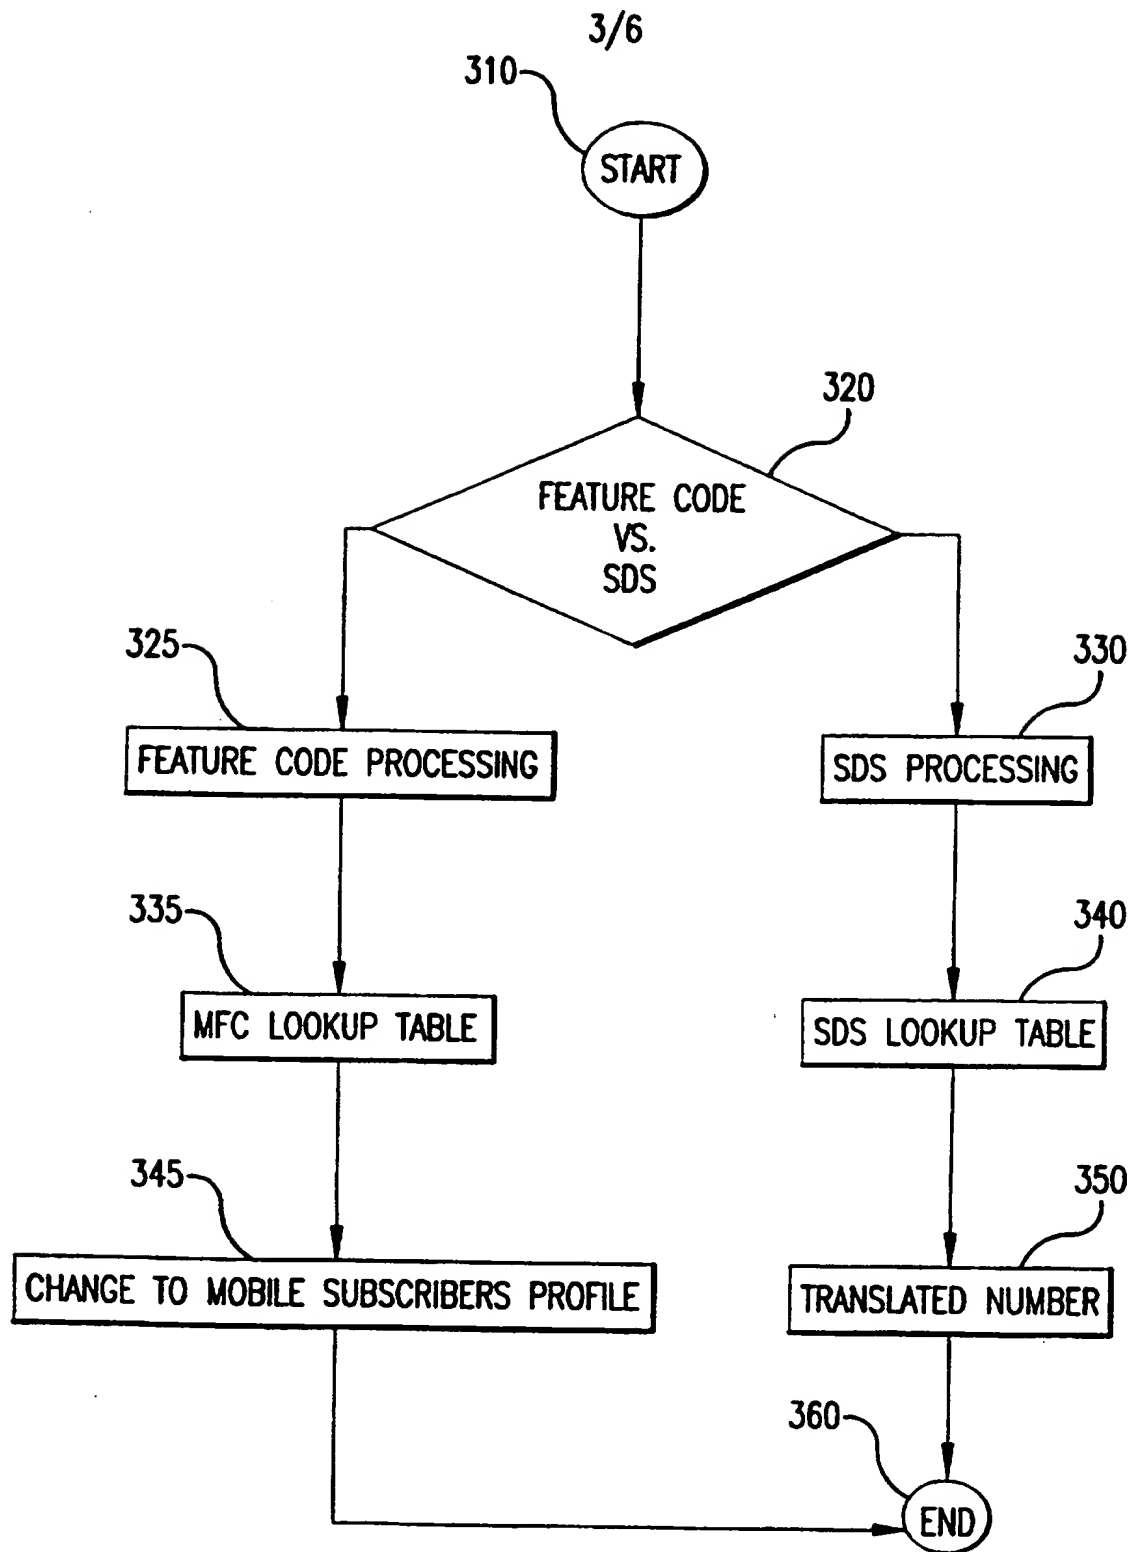 3/6
310
START
320
FEATURE CODE
VS.
SDS
325
330
FEATURE CODE PROCESSING
SDS PROCESSING
335
340
MFC LOOKUP TABLE
SDS LOOKUP TABLE
345
350
CHANGE TO MOBILE SUBSCRIBERS PROFILE
TRANSLATED NUMBER
360
END